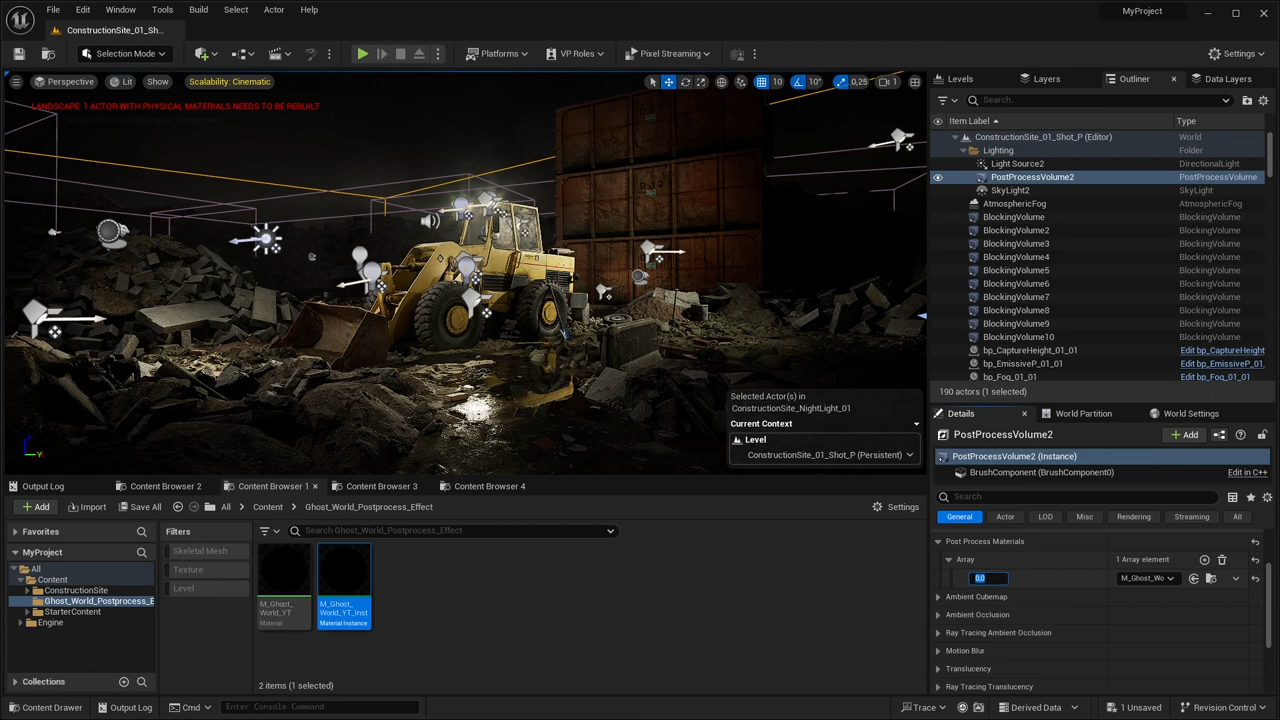 File Edit Window Tools Build Select Actor Help
MyProject
ConstructionSite_01_Sh...
Selection Mode
Platforms
VP Roles
Pixel Streaming
Settings
Perspective
Lit
Show
Scalability: Cinematic
10
10°
0,25
1
LANDSCAPE: 1 ACTOR WITH PHYSICAL MATERIALS NEEDS TO BE REBUILT
Selected Actor(s) in
ConstructionSite_NightLight_01
Current Context
Level
ConstructionSite_01_Shot_P (Persistent)
Levels
Layers
Outliner
Data Layers
Search...
Item Label Type
ConstructionSite_01_Shot_P (Editor) World
Lighting Folder
Light Source2 DirectionalLight
PostProcessVolume2 PostProcessVolume
SkyLight2 SkyLight
AtmosphericFog AtmosphericFog
BlockingVolume BlockingVolume
BlockingVolume2 BlockingVolume
BlockingVolume3 BlockingVolume
BlockingVolume4 BlockingVolume
BlockingVolume5 BlockingVolume
BlockingVolume6 BlockingVolume
BlockingVolume7 BlockingVolume
BlockingVolume8 BlockingVolume
BlockingVolume9 BlockingVolume
BlockingVolume10 BlockingVolume
bp_CaptureHeight_01_01 Edit bp_CaptureHeight
bp_EmissiveP_01_01 Edit bp_EmissiveP_01_
bp_Fog_01_01 Edit bp_Fog_01_01
190 actors (1 selected)
Details
World Partition
World Settings
PostProcessVolume2
Add
PostProcessVolume2 (Instance)
BrushComponent (BrushComponent0) Edit in C++
Search
General Actor LOD Misc Rendering Streaming All
Post Process Materials
Array 1 Array element
0,0 M_Ghost_Wo
Ambient Cubemap
Ambient Occlusion
Ray Tracing Ambient Occlusion
Motion Blur
Translucency
Ray Tracing Translucency
Output Log
Content Browser 2
Content Browser 1
Content Browser 3
Content Browser 4
Add
Import
Save All
All
Content
Ghost_World_Postprocess_Effect
Settings
Favorites
MyProject
All
Content
ConstructionSite
Ghost_World_Postprocess_E
StarterContent
Engine
Collections
Filters
Skeletal Mesh
Texture
Level
Search Ghost_World_Postprocess_Effect
M_Ghost_
World_YT
Material
M_Ghost_
World_YT_Inst
Material Instance
2 items (1 selected)
Content Drawer
Output Log
Cmd
Enter Console Command
Trace
Derived Data
1 Unsaved
Revision Control